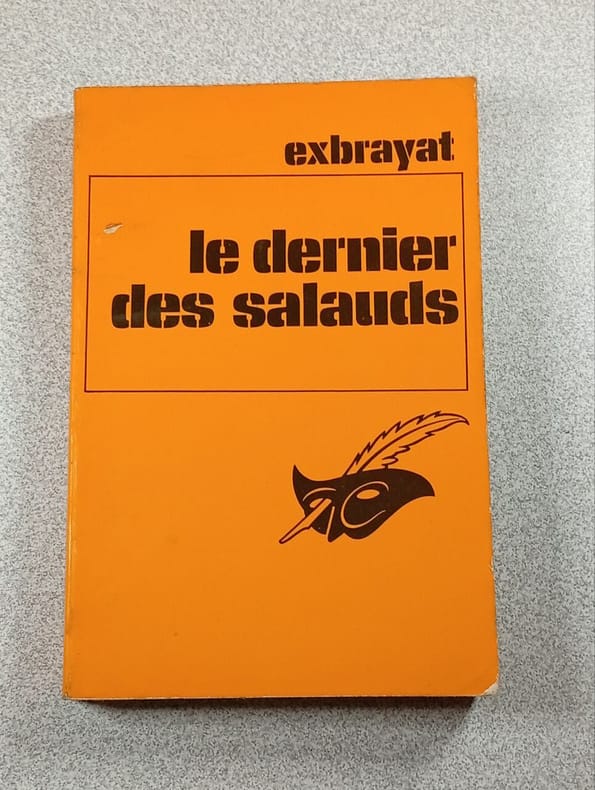 exbrayat
le dernier
des salauds